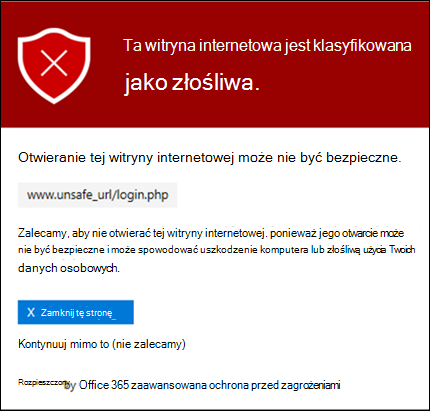 Ta witryna internetowa jest klasyfikowana
jako złośliwa.
Otwieranie tej witryny internetowej może nie być bezpieczne.
www.unsafe_url/login.php
Zalecamy, aby nie otwierać tej witryny internetowej, ponieważ jego otwarcie może
nie być bezpieczne i może spowodować uszkodzenie komputera lub złośliwą użycia Twoich
danych osobowych.
X Zamknij tę stronę_
Kontynuuj mimo to (nie zalecamy)
Rozpieszczony by Office 365 zaawansowana ochrona przed zagrożeniami